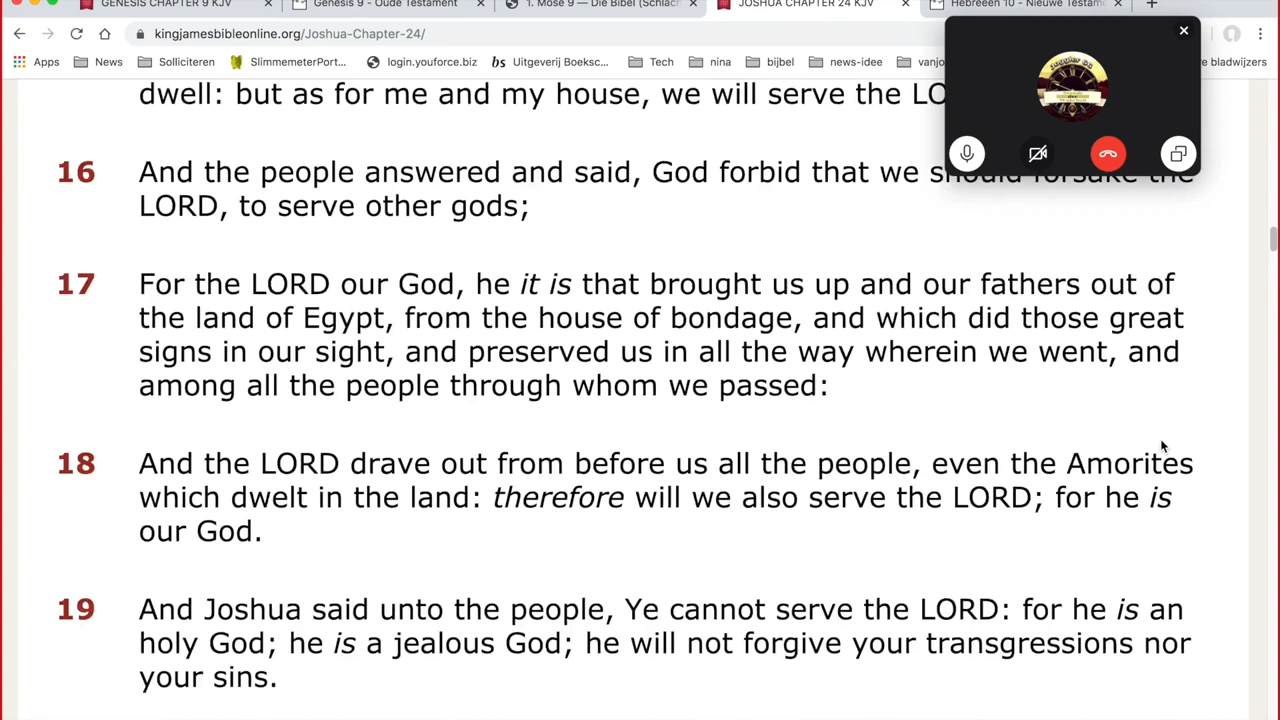 GENESIS CHAPTER 9 KJV
Genesis 9 - Oude Testament
1. Mose 9 — Die Bibel (Schlach
JOSHUA CHAPTER 24 KJV
Hebreeën 10 - Nieuwe Testame
kingjamesbibleonline.org/Joshua-Chapter-24/
Apps
News
Solliciteren
SlimmemeterPort...
login.youforce.biz
bs Uitgeverij Boeksc...
Tech
nina
bijbel
news-idee
vanjo
re bladwijzers
dwell: but as for me and my house, we will serve the LO
16 And the people answered and said, God forbid that we should forsake the
LORD, to serve other gods;
17 For the LORD our God, he it is that brought us up and our fathers out of
the land of Egypt, from the house of bondage, and which did those great
signs in our sight, and preserved us in all the way wherein we went, and
among all the people through whom we passed:
18 And the LORD drave out from before us all the people, even the Amorites
which dwelt in the land: therefore will we also serve the LORD; for he is
our God.
19 And Joshua said unto the people, Ye cannot serve the LORD: for he is an
holy God; he is a jealous God; he will not forgive your transgressions nor
your sins.